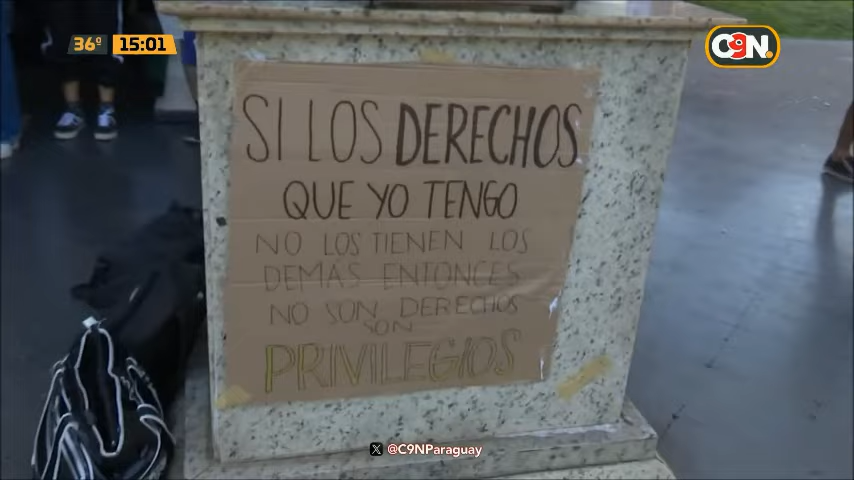 36º 15:01
C9N.
SI LOS DERECHOS
QUE YO TENGO
NO LOS TIENEN LOS
DEMAS ENTONCES
NO SON DERECHOS
SON
PRIVILEGIOS
@C9NParaguay